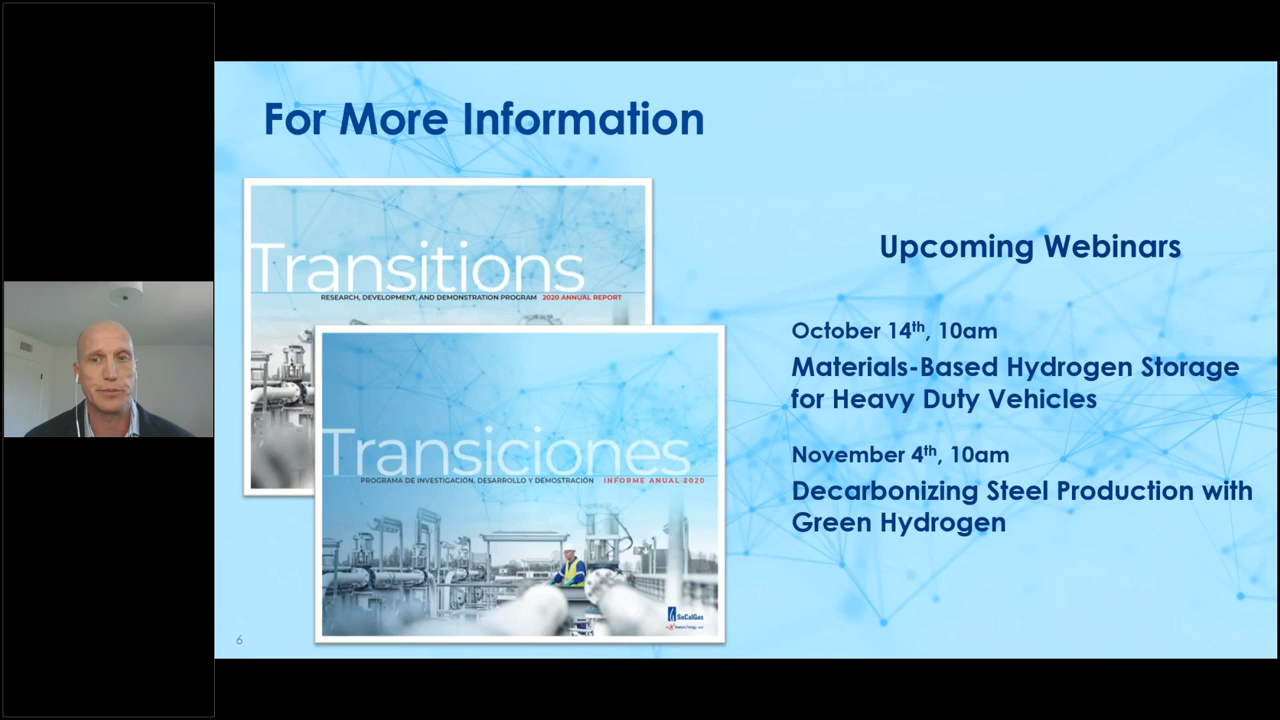 For More Information
Transitions
RESEARCH, DEVELOPMENT, AND DEMONSTRATION PROGRAM 2020 ANNUAL REPORT
Transiciones
PROGRAMA DE INVESTIGACIÓN, DESARROLLO Y DEMOSTRACIÓN INFORME ANUAL 2020
SoCalGas
6
Upcoming Webinars
October 14th, 10am
Materials-Based Hydrogen Storage
for Heavy Duty Vehicles
November 4th, 10am
Decarbonizing Steel Production with
Green Hydrogen